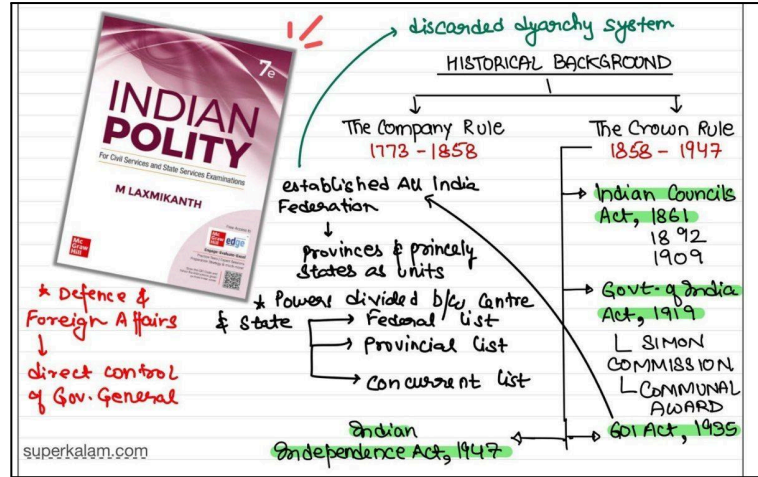 discarded dyarchy system
HISTORICAL BACKGROUND
7e
INDIAN
POLITY
For Civil Services and State Services Examinations
M LAXMIKANTH
Mc
Graw
Hill
edge
The Company Rule
1773 - 1858
The Crown Rule
1858 - 1947
established All India
Federation
Provinces & princely
States as units
* Powers divided b/w Centre
& State
Federal list
Provincial list
Concurrent list
* Defence &
Foreign Affairs
direct control
of Gov. General
Indian Councils
Act, 1861
1892
1909
Govt. of India
Act, 1919
SIMON
COMMISSION
COMMUNAL
AWARD
GOI Act, 1935
Indian
Independence Act, 1947
superkalam.com